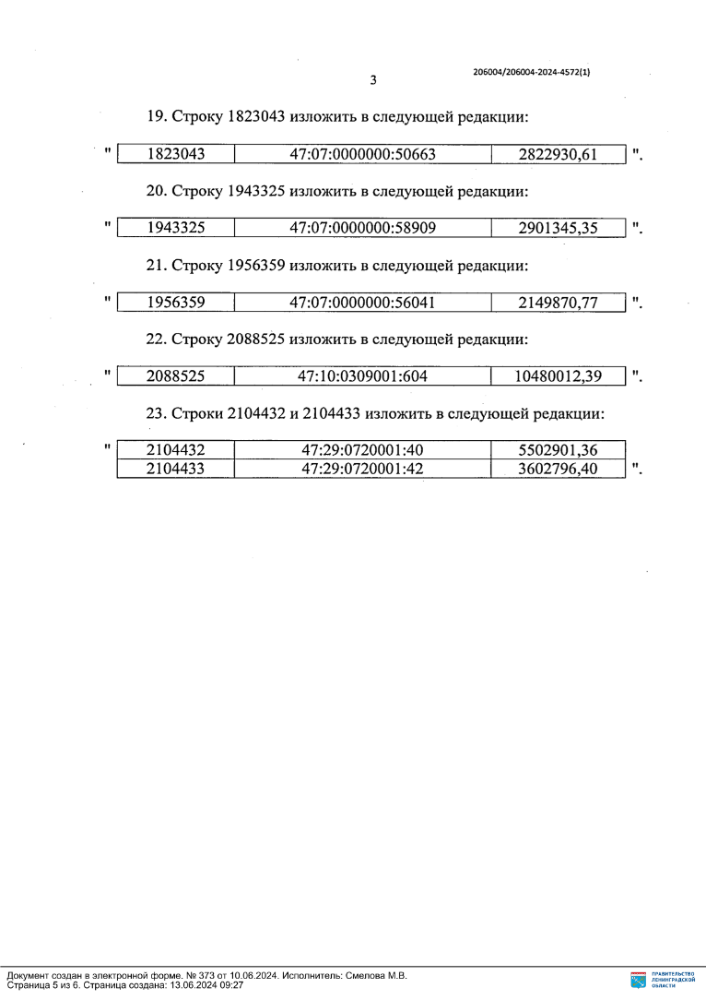 206004/206004-2024-4572(1)
3
19. Строку 1823043 изложить в следующей редакции:
" 1823043 47:07:0000000:50663 2822930,61 ".
20. Строку 1943325 изложить в следующей редакции:
" 1943325 47:07:0000000:58909 2901345,35 ".
21. Строку 1956359 изложить в следующей редакции:
" 1956359 47:07:0000000:56041 2149870,77 ".
22. Строку 2088525 изложить в следующей редакции:
" 2088525 47:10:0309001:604 10480012,39 ".
23. Строки 2104432 и 2104433 изложить в следующей редакции:
" 2104432 47:29:0720001:40 5502901,36
2104433 47:29:0720001:42 3602796,40 ".
Документ создан в электронной форме. № 373 от 10.06.2024. Исполнитель: Смелова М.В.
Страница 5 из 6. Страница создана: 13.06.2024 09:27
ПРАВИТЕЛЬСТВО
ЛЕНИНГРАДСКОЙ
ОБЛАСТИ